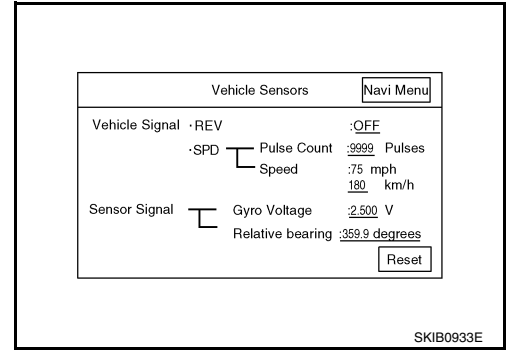 Vehicle Sensors Navi Menu
Vehicle Signal ·REV :OFF
·SPD Pulse Count :9999 Pulses
Speed :75 mph
180 km/h
Sensor Signal Gyro Voltage :2.500 V
Relative bearing :359.9 degrees
Reset
SKIB0933E